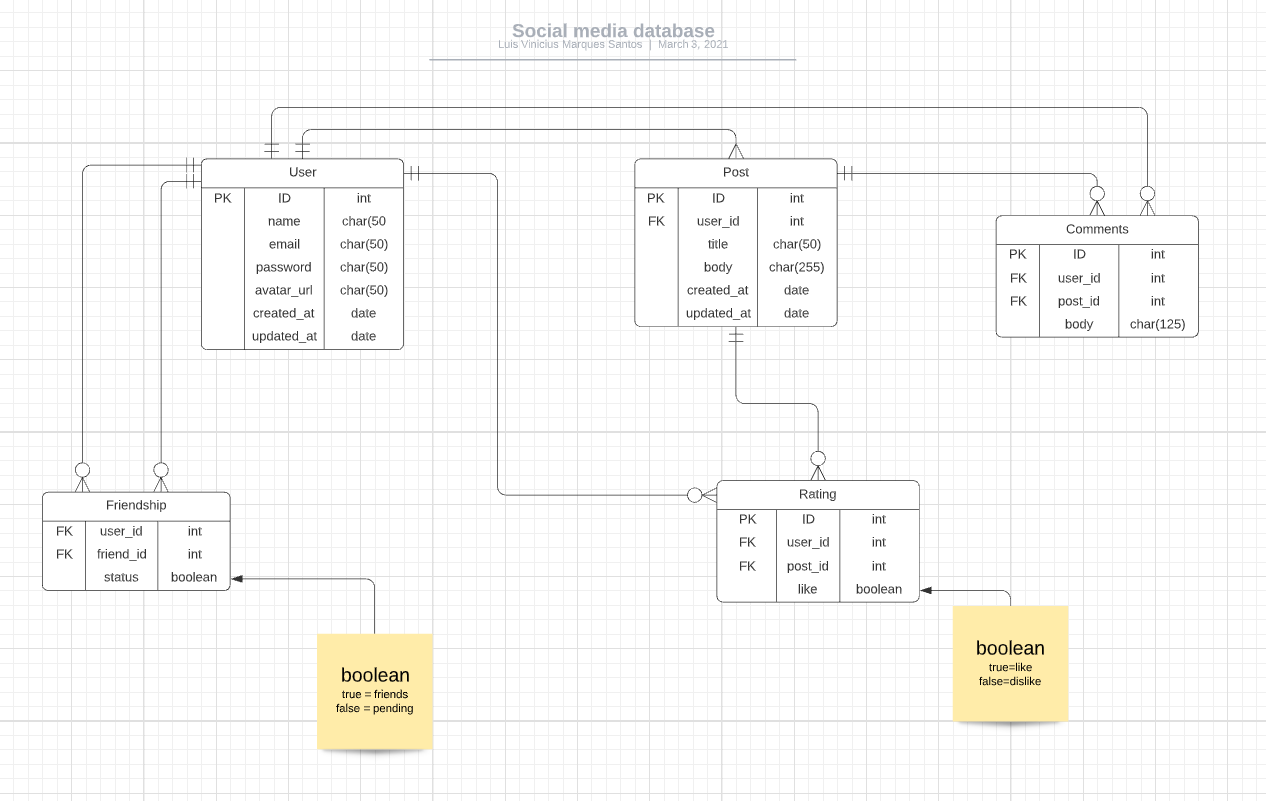 Social media database
Luis Vinicius Marques Santos | March 3, 2021
User
PK ID int
name char(50
email char(50)
password char(50)
avatar_url char(50)
created_at date
updated_at date
Post
PK ID int
FK user_id int
title char(50)
body char(255)
created_at date
updated_at date
Comments
PK ID int
FK user_id int
FK post_id int
body char(125)
Friendship
FK user_id int
FK friend_id int
status boolean
Rating
PK ID int
FK user_id int
FK post_id int
like boolean
boolean
true = friends
false = pending
boolean
true=like
false=dislike